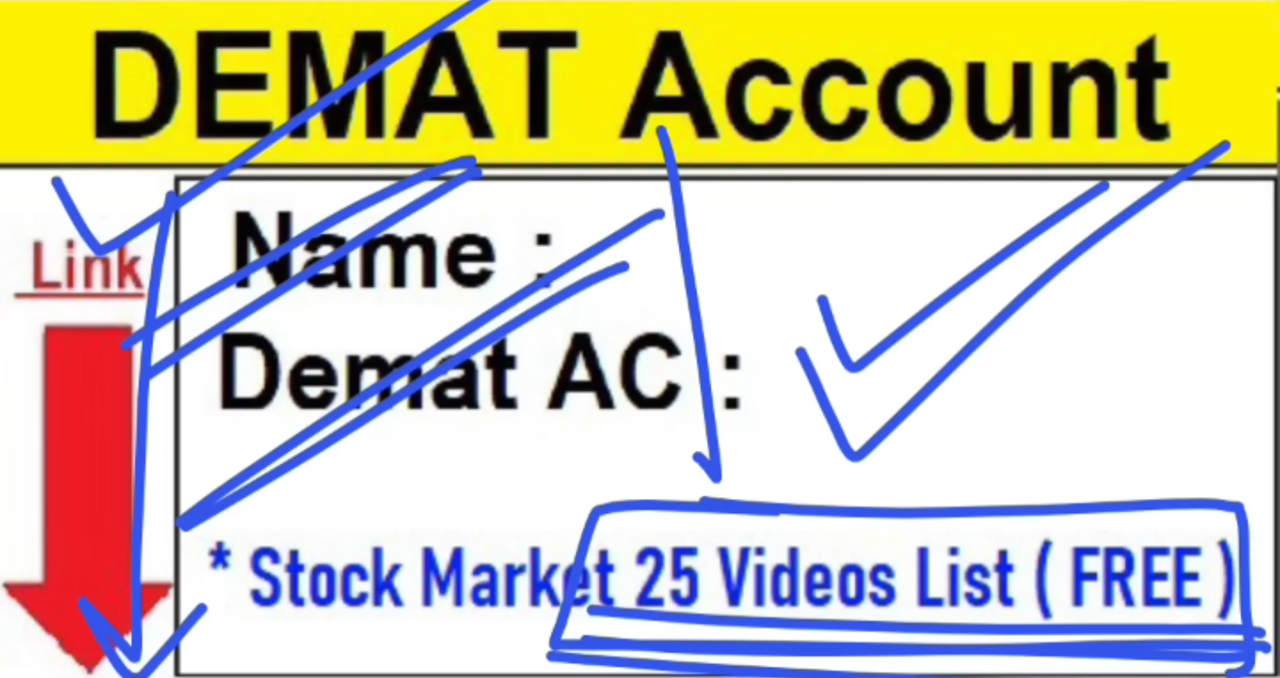 DEMAT Account
Link
Name :
Demat AC :
* Stock Market 25 Videos List ( FREE )